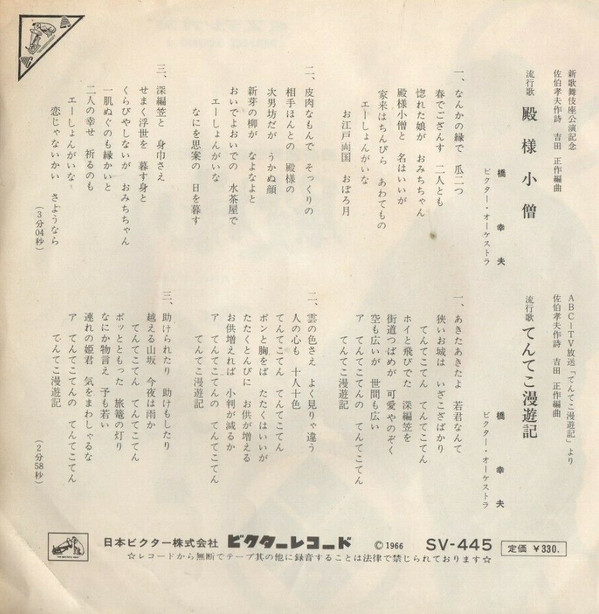 新歌舞伎座公演記念
佐伯孝夫作詩　吉田　正作編曲
流行歌　殿様小僧
橋　幸夫
ビクター・オーケストラ
一、なんかの縁で　瓜二つ
春でござんす　二人とも
惚れた娘が　おみちちゃん
殿様小僧と　名はいいが
家来はちんぴら　あわてもの
エーしょんがいな
お江戸両国　おぼろ月
二、皮肉なもんで　そっくりの
相手ほんとの　殿様の
次男坊だが　うかぬ顔
新芽の柳が　なよなよと
おいでよおいでの　水茶屋で
エーしょんがいな
なにを思案の　日を暮す
三、深編笠と　身巾さえ
せまく浮世を　暮す身と
くらびやしないが　おみちちゃん
一肌ぬぐのも縁かいと
二人の幸せ　祈るのも
エーしょんがいな
恋じゃないかい　さようなら
（3分04秒）
ABC－TV放送「てんてこ漫遊記」より
佐伯孝夫作詩　吉田　正作編曲
流行歌　てんてこ漫遊記
橋　幸夫
ビクター・オーケストラ
一、あきたあきたよ　若君なんて
狭いお城は　いざこざばかり
てんてこてん　てんてこてん
ホイと飛びでた　深編笠を
街道つばめが　可愛やのぞく
空も広いが　世間も広い
ア　てんてこてんの　てんてこてん
てんてこ漫遊記
二、雲の色さえ　よく見りゃ違う
人の心も　十人十色
てんてこてん　てんてこてん
ポンと胸をば　たたくはいいが
たたくとんびに　お供が増える
お供増えれば　小判が減るか
ア　てんてこてんの　てんてこてん
てんてこ漫遊記
三、助けられたり　助けもしたり
越える山坂　今夜は雨か
てんてこてん　てんてこてん
ポッとともった　旅籠の灯り
なにか物言え　予も若い
連れの姫君　気をまわしゃるな
ア　てんてこてんの　てんてこてん
てんてこ漫遊記
（2分58秒）
日本ビクター株式会社　ビクターレコード　Ⓒ1966　SV-445　定価 ¥330.
☆レコードから無断でテープ其の他に録音することは法律で禁じられております☆